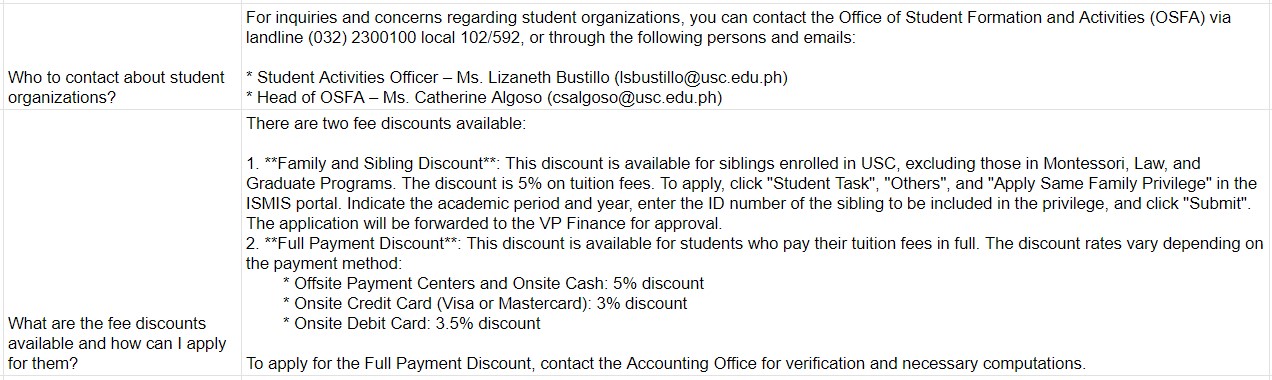 Who to contact about student
organizations?
For inquiries and concerns regarding student organizations, you can contact the Office of Student Formation and Activities (OSFA) via
landline (032) 2300100 local 102/592, or through the following persons and emails:
* Student Activities Officer – Ms. Lizaneth Bustillo (lsbustillo@usc.edu.ph)
* Head of OSFA – Ms. Catherine Algoso (csalgoso@usc.edu.ph)
What are the fee discounts
available and how can I apply
for them?
There are two fee discounts available:
1. **Family and Sibling Discount**: This discount is available for siblings enrolled in USC, excluding those in Montessori, Law, and
Graduate Programs. The discount is 5% on tuition fees. To apply, click "Student Task", "Others", and "Apply Same Family Privilege" in the
ISMIS portal. Indicate the academic period and year, enter the ID number of the sibling to be included in the privilege, and click "Submit".
The application will be forwarded to the VP Finance for approval.
2. **Full Payment Discount**: This discount is available for students who pay their tuition fees in full. The discount rates vary depending on
the payment method:
* Offsite Payment Centers and Onsite Cash: 5% discount
* Onsite Credit Card (Visa or Mastercard): 3% discount
* Onsite Debit Card: 3.5% discount
To apply for the Full Payment Discount, contact the Accounting Office for verification and necessary computations.